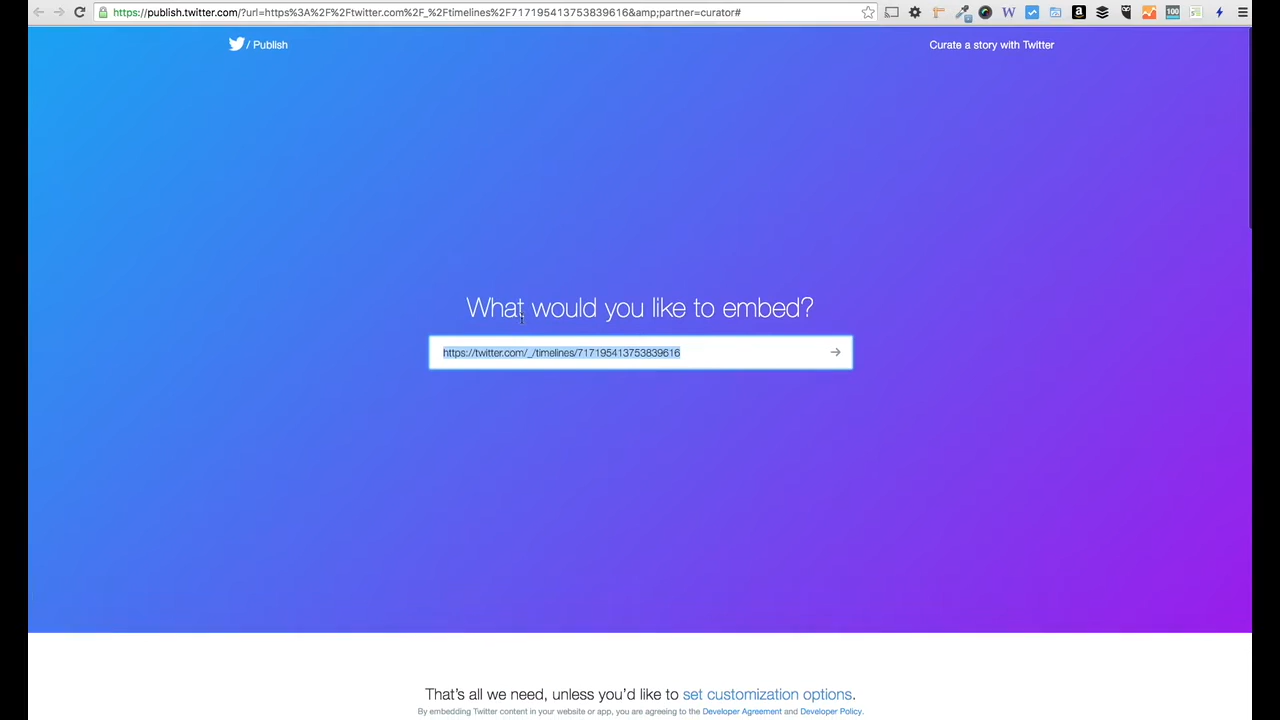 https://publish.twitter.com/?url=https%3A%2F%2Ftwitter.com%2F_%2Ftimelines%2F717195413753839616&amp;partner=curator#
W
a
100
/ Publish
Curate a story with Twitter
What would you like to embed?
https://twitter.com/_/timelines/717195413753839616
That's all we need, unless you'd like to set customization options.
By embedding Twitter content in your website or app, you are agreeing to the Developer Agreement and Developer Policy.